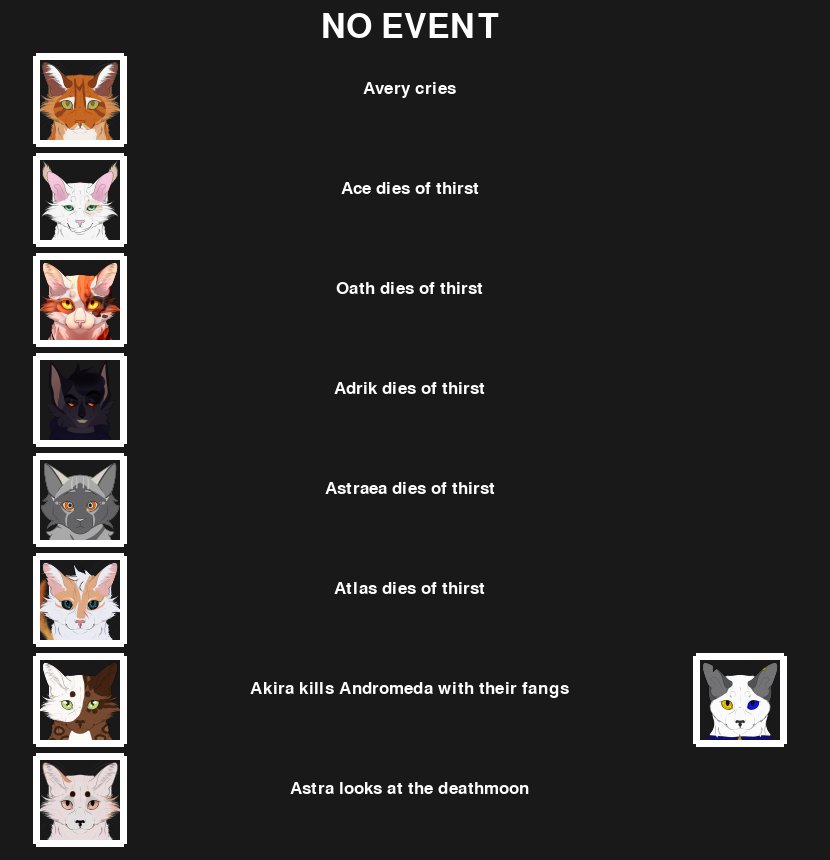 NO EVENT
Avery cries
Ace dies of thirst
Oath dies of thirst
Adrik dies of thirst
Astraea dies of thirst
Atlas dies of thirst
Akira kills Andromeda with their fangs
Astra looks at the deathmoon